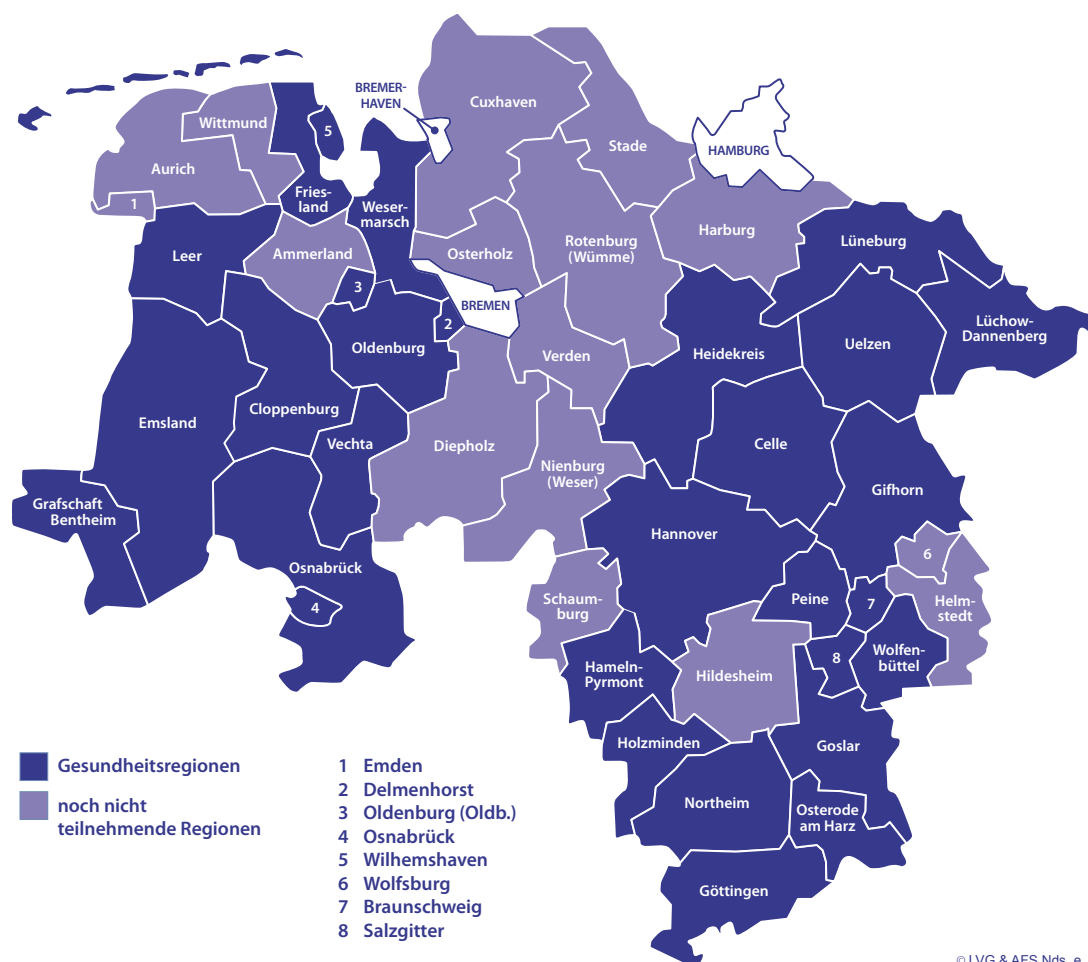 BREMER-
HAVEN
Cuxhaven
Wittmund
5
Stade
HAMBURG
Aurich
Fries-
land
1
Weser-
marsch
Harburg
Lüneburg
Rotenburg
(Wümme)
Leer
Ammerland
Osterholz
3
BREMEN
2
Lüchow-
Dannenberg
Oldenburg
Verden
Heidekreis
Uelzen
Cloppenburg
Emsland
Vechta
Diepholz
Celle
Nienburg
(Weser)
Gifhorn
Grafschaft
Bentheim
Hannover
6
Osnabrück
4
Schaum-
burg
Peine
7
Helm-
stedt
8
Wolfen-
büttel
Hameln-
Pyrmont
Hildesheim
Holzminden
Goslar
Northeim
Osterode
am Harz
Göttingen
Gesundheitsregionen
noch nicht
teilnehmende Regionen
1 Emden
2 Delmenhorst
3 Oldenburg (Oldb.)
4 Osnabrück
5 Wilhemshaven
6 Wolfsburg
7 Braunschweig
8 Salzgitter
© LVG & AFS Nds. e.